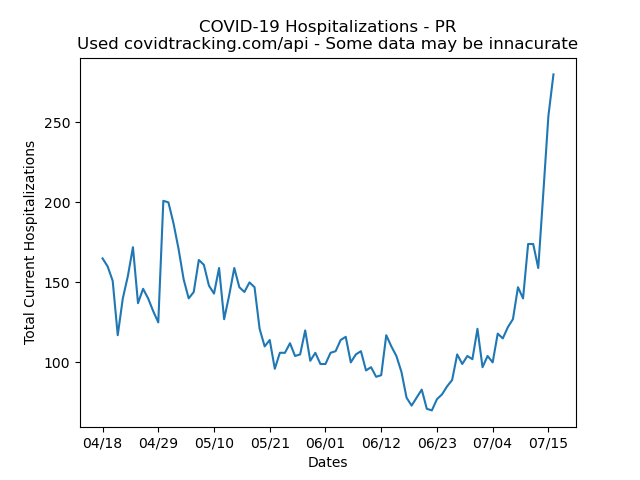 COVID-19 Hospitalizations - PR
Used covidtracking.com/api - Some data may be innacurate
250
200
150
100
Total Current Hospitalizations
04/18 04/29 05/10 05/21 06/01 06/12 06/23 07/04 07/15
Dates